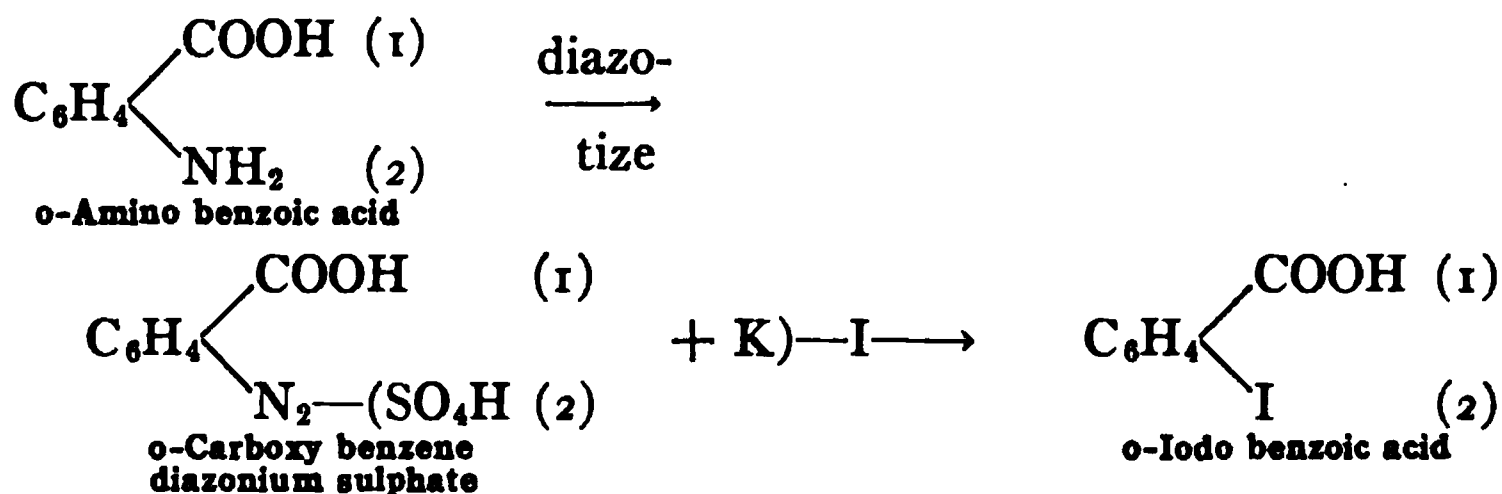 COOH (1)
C₆H₄ diazo-
tize
NH₂ (2)
o-Amino benzoic acid
COOH (1) COOH (1)
C₆H₄ + K)—I⟶ C₆H₄
N₂—(SO₄H (2) I (2)
o-Carboxy benzene o-Iodo benzoic acid
diazonium sulphate